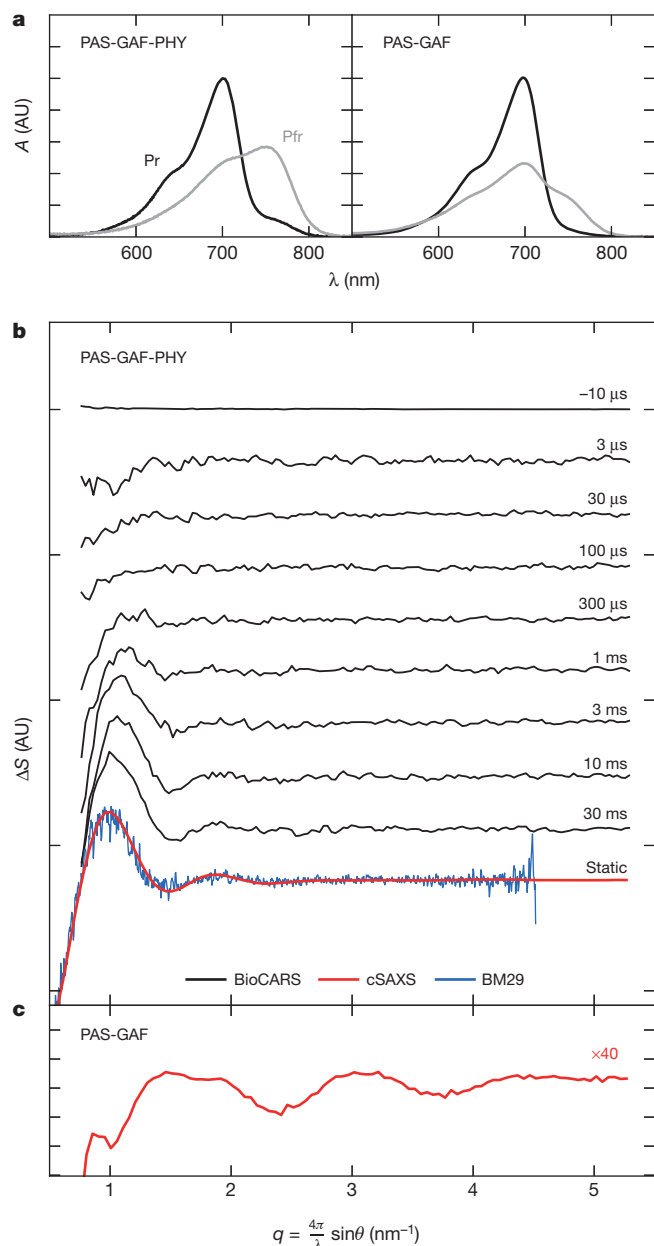 a
PAS-GAF-PHY
PAS-GAF
A (AU)
Pr
Pfr
600 700 800 600 700 800
λ (nm)
b
PAS-GAF-PHY
–10 μs
3 μs
30 μs
100 μs
300 μs
1 ms
3 ms
10 ms
30 ms
Static
ΔS (AU)
BioCARS cSAXS BM29
c
PAS-GAF
×40
1 2 3 4 5
q = 4π/λ sinθ (nm⁻¹)